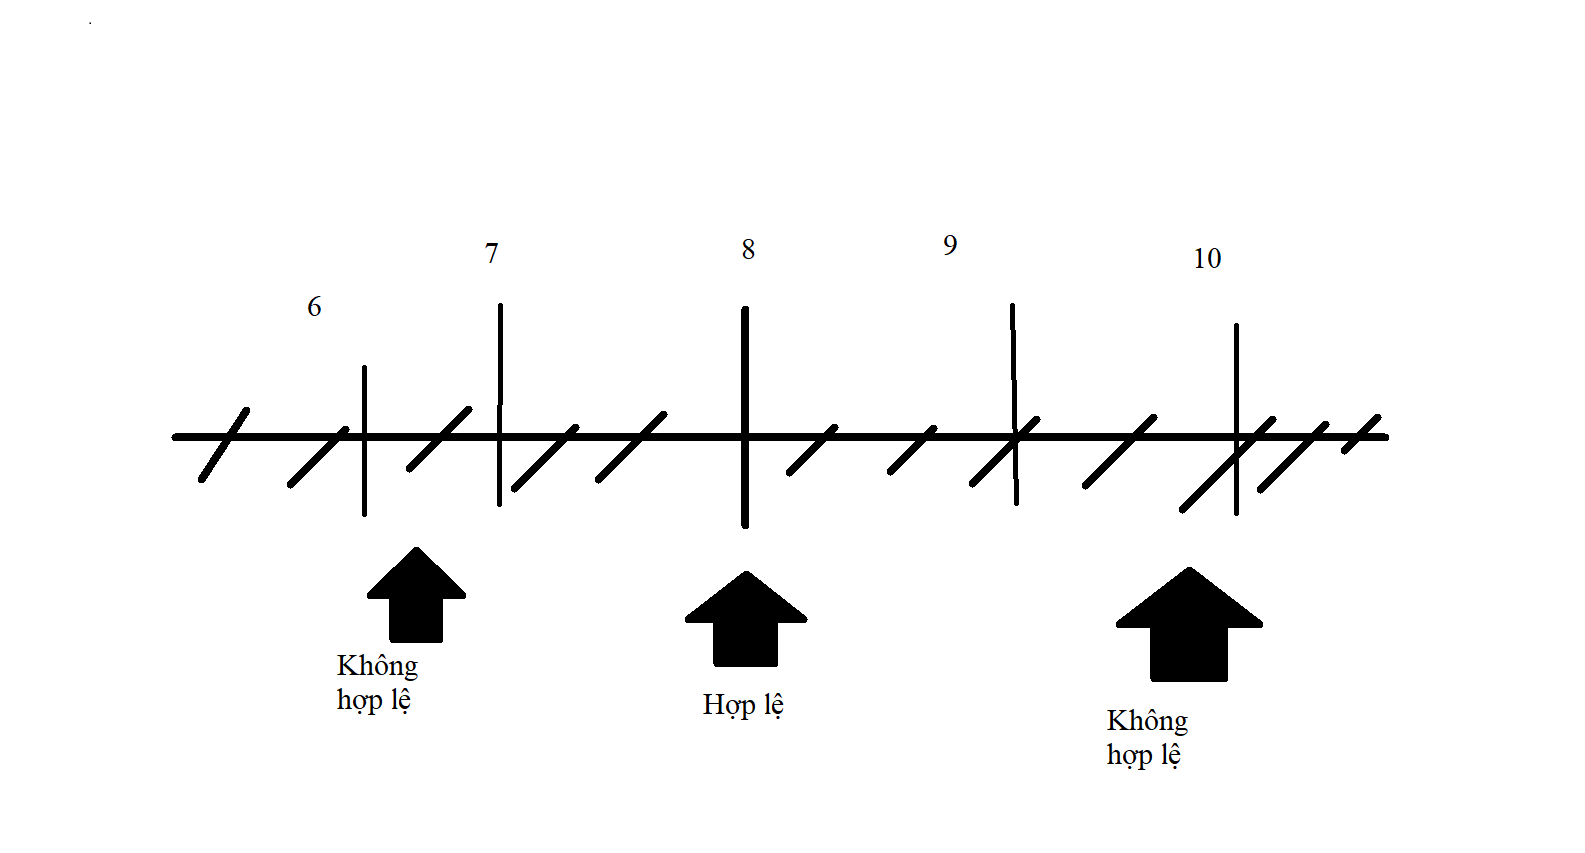 6
7
8
9
10
Không
hợp lệ
Hợp lệ
Không
hợp lệ